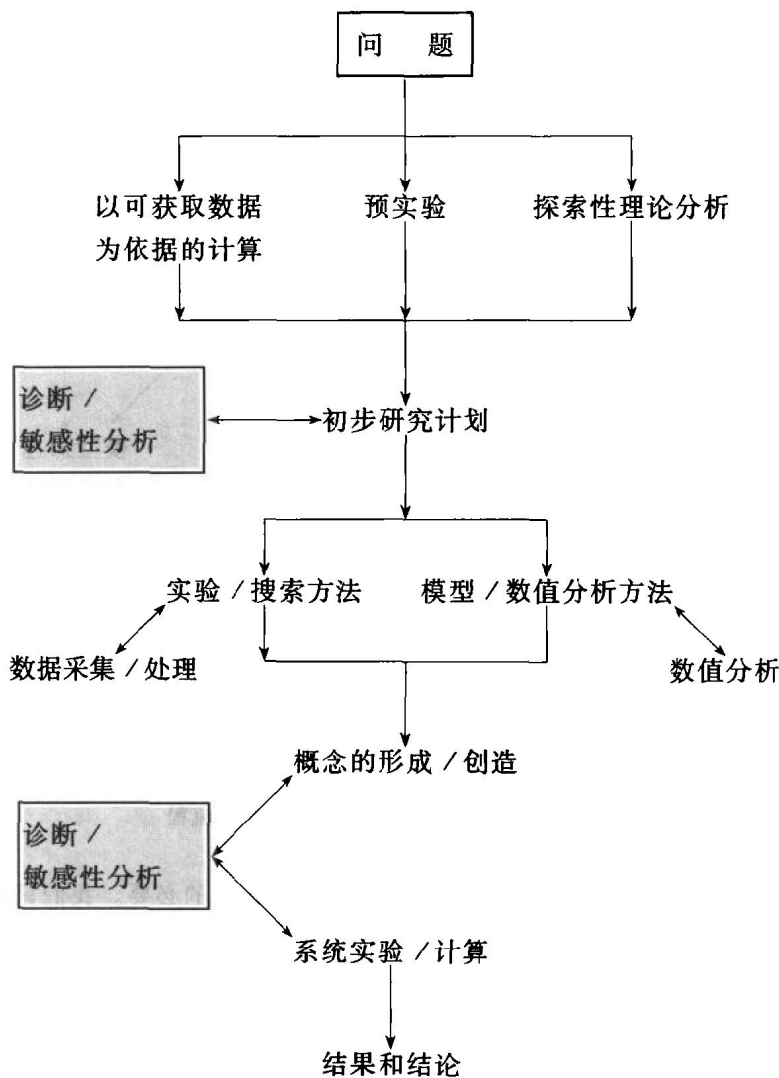 问 题
以可获取数据
为依据的计算
预实验
探索性理论分析
诊断 /
敏感性分析
初步研究计划
实验 / 搜索方法
模型 / 数值分析方法
数据采集 / 处理
数值分析
概念的形成 / 创造
诊断 /
敏感性分析
系统实验 / 计算
结果和结论